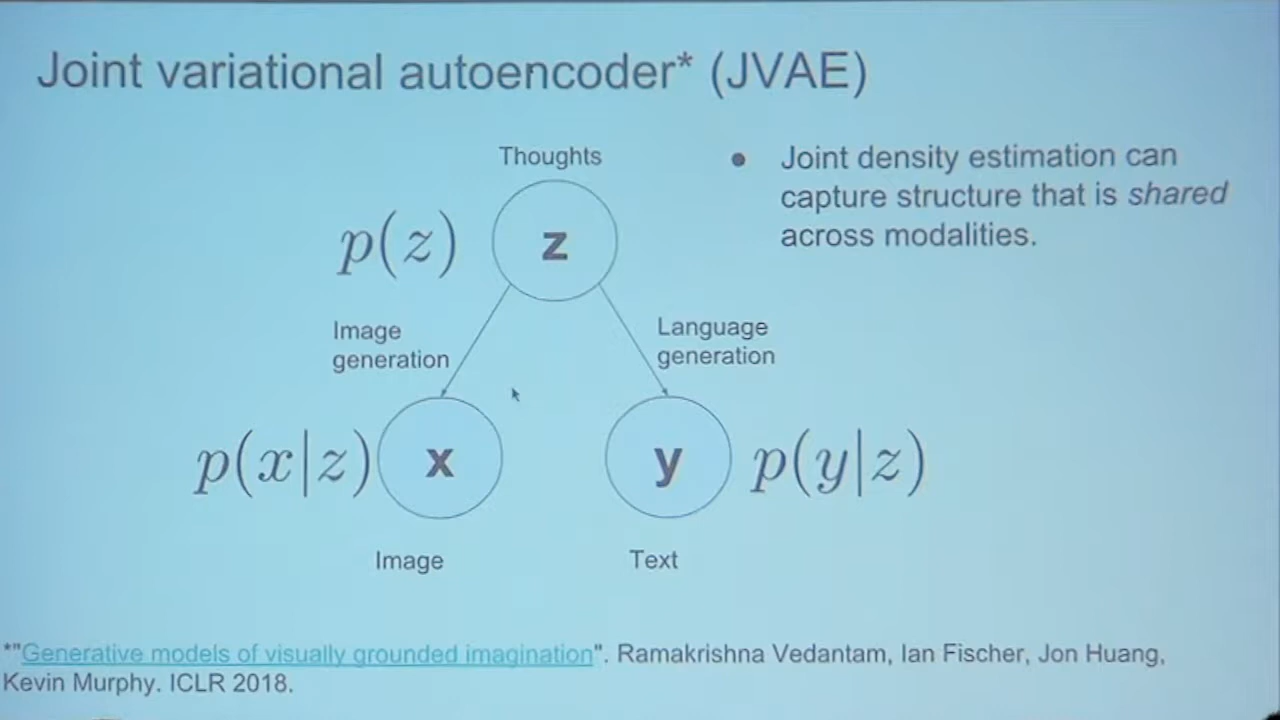 Joint variational autoencoder* (JVAE)
Thoughts
z
p(z)
Image
generation
Language
generation
p(x|z)
x
y
p(y|z)
Image
Text
● Joint density estimation can
capture structure that is shared
across modalities.
*"Generative models of visually grounded imagination". Ramakrishna Vedantam, Ian Fischer, Jon Huang,
Kevin Murphy. ICLR 2018.